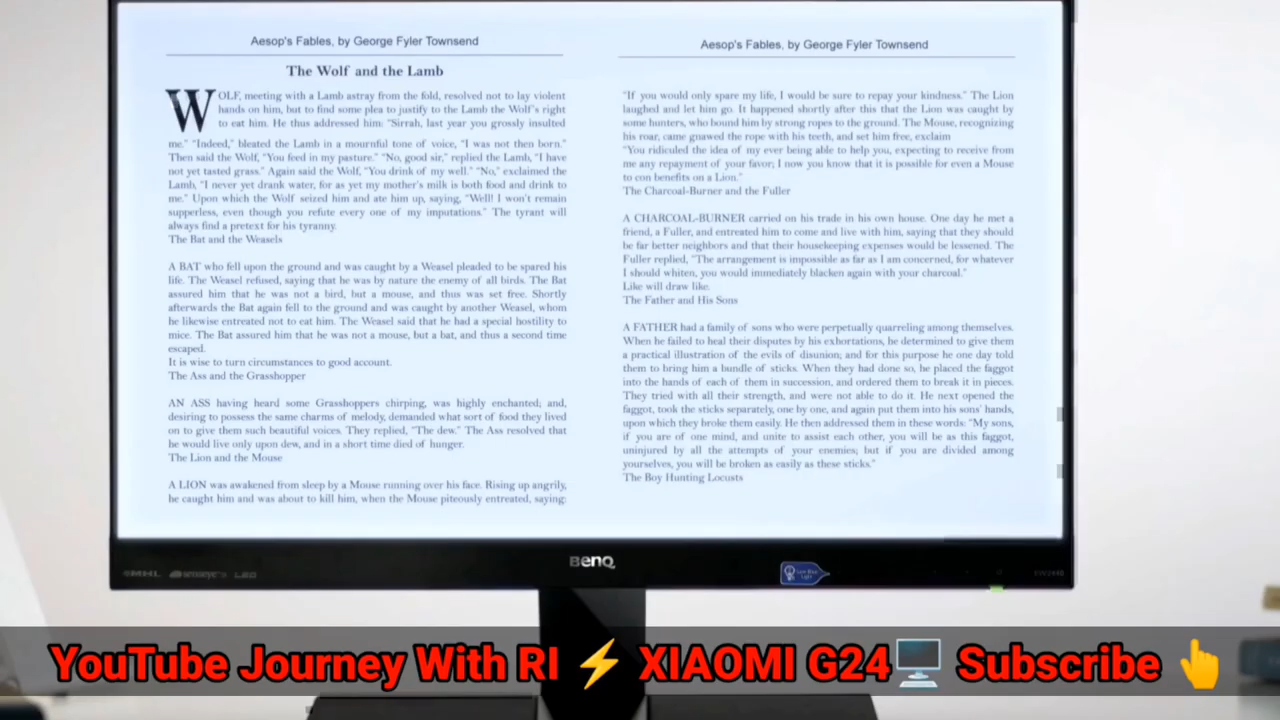 Aesop's Fables, by George Fyler Townsend
The Wolf and the Lamb
WOLF, meeting with a Lamb astray from the fold, resolved not to lay violent
hands on him, but to find some plea to justify to the Lamb the Wolf's right
to eat him. He thus addressed him: "Sirrah, last year you grossly insulted
me." "Indeed," bleated the Lamb in a mournful tone of voice, "I was not then born."
Then said the Wolf, "You feed in my pasture." "No, good sir," replied the Lamb, "I have
not yet tasted grass." Again said the Wolf, "You drink of my well." "No," exclaimed the
Lamb, "I never yet drank water, for as yet my mother's milk is both food and drink to
me." Upon which the Wolf seized him and ate him up, saying, "Well! I won't remain
supperless, even though you refute every one of my imputations." The tyrant will
always find a pretext for his tyranny.
The Bat and the Weasels
A BAT who fell upon the ground and was caught by a Weasel pleaded to be spared his
life. The Weasel refused, saying that he was by nature the enemy of all birds. The Bat
assured him that he was not a bird, but a mouse, and thus was set free. Shortly
afterwards the Bat again fell to the ground and was caught by another Weasel, whom
he likewise entreated not to eat him. The Weasel said that he had a special hostility to
mice. The Bat assured him that he was not a mouse, but a bat, and thus a second time
escaped.
It is wise to turn circumstances to good account.
The Ass and the Grasshopper
AN ASS having heard some Grasshoppers chirping, was highly enchanted; and,
desiring to possess the same charms of melody, demanded what sort of food they lived
on to give them such beautiful voices. They replied, "The dew." The Ass resolved that
he would live only upon dew, and in a short time died of hunger.
The Lion and the Mouse
A LION was awakened from sleep by a Mouse running over his face. Rising up angrily,
he caught him and was about to kill him, when the Mouse piteously entreated, saying:
Aesop's Fables, by George Fyler Townsend
"If you would only spare my life, I would be sure to repay your kindness." The Lion
laughed and let him go. It happened shortly after this that the Lion was caught by
some hunters, who bound him by strong ropes to the ground. The Mouse, recognizing
his roar, came gnawed the rope with his teeth, and set him free, exclaim
"You ridiculed the idea of my ever being able to help you, expecting to receive from
me any repayment of your favor; I now you know that it is possible for even a Mouse
to con benefits on a Lion."
The Charcoal-Burner and the Fuller
A CHARCOAL-BURNER carried on his trade in his own house. One day he met a
friend, a Fuller, and entreated him to come and live with him, saying that they should
be far better neighbors and that their housekeeping expenses would be lessened. The
Fuller replied, "The arrangement is impossible as far as I am concerned, for whatever
I should whiten, you would immediately blacken again with your charcoal."
Like will draw like.
The Father and His Sons
A FATHER had a family of sons who were perpetually quarreling among themselves.
When he failed to heal their disputes by his exhortations, he determined to give them
a practical illustration of the evils of disunion; and for this purpose he one day told
them to bring him a bundle of sticks. When they had done so, he placed the faggot
into the hands of each of them in succession, and ordered them to break it in pieces.
They tried with all their strength, and were not able to do it. He next opened the
faggot, took the sticks separately, one by one, and again put them into his sons' hands,
upon which they broke them easily. He then addressed them in these words: "My sons,
if you are of one mind, and unite to assist each other, you will be as this faggot,
uninjured by all the attempts of your enemies; but if you are divided among
yourselves, you will be broken as easily as these sticks."
The Boy Hunting Locusts
BenQ
MHL senseye LED
Low Blue
Light
YouTube Journey With RI ⚡ XIAOMI G24🖥️ Subscribe 👆